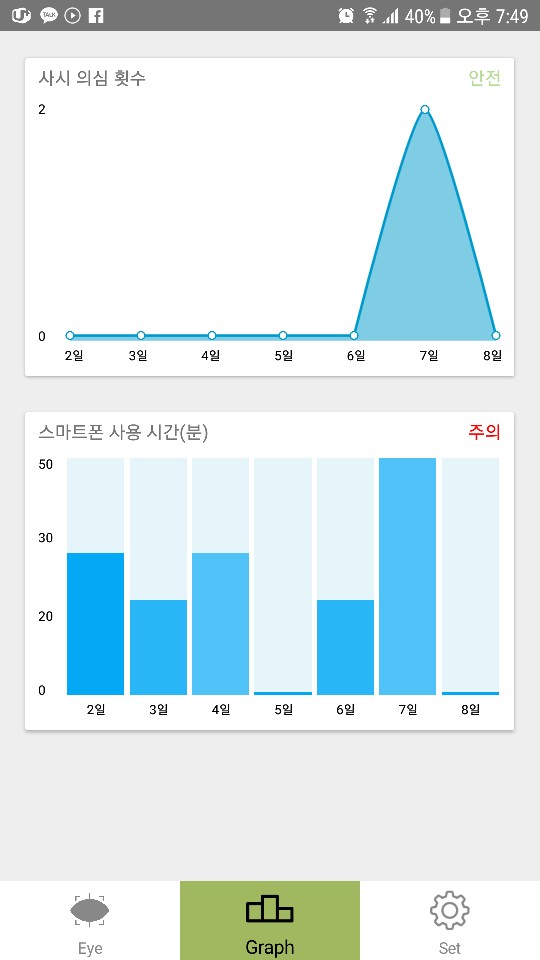 U+ TALK 40% 오후 7:49
사시 의심 횟수 안전
2
0
2일 3일 4일 5일 6일 7일 8일
스마트폰 사용 시간(분) 주의
50
30
20
0
2일 3일 4일 5일 6일 7일 8일
Eye Graph Set